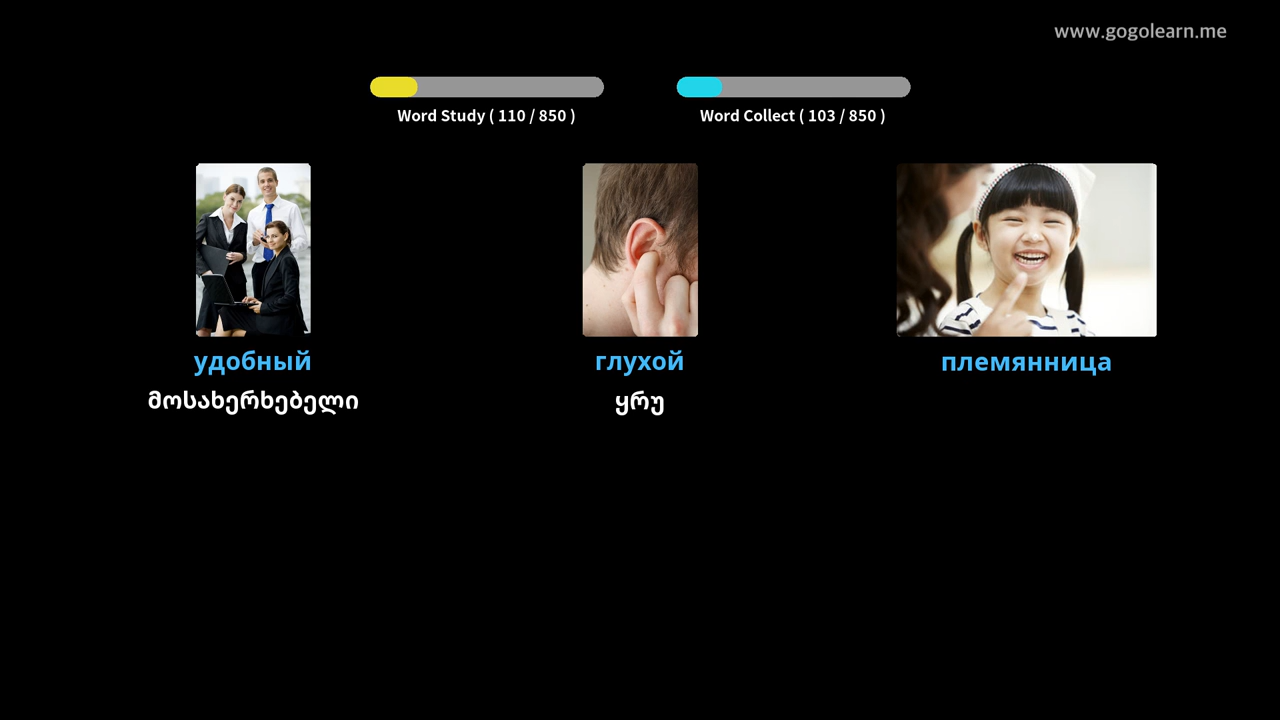 www.gogolearn.me
Word Study ( 110 / 850 )
Word Collect ( 103 / 850 )
удобный
глухой
племянница
მოსახერხებელი
ყრუ